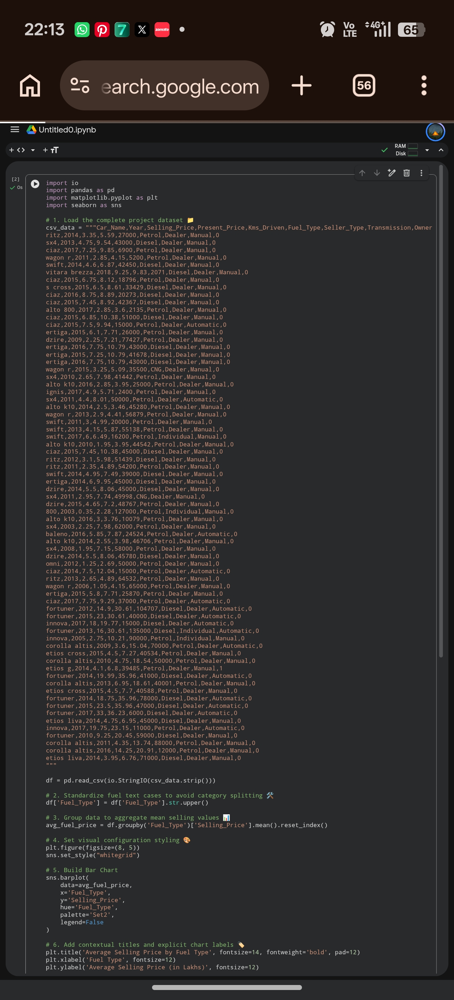 22:13
zomato
Vo LTE
4G+
65
earch.google.com
56
Untitled0.ipynb
RAM
Disk
[2]
0s
import io
import pandas as pd
import matplotlib.pyplot as plt
import seaborn as sns
# 1. Load the complete project dataset 📁
csv_data = """Car_Name,Year,Selling_Price,Present_Price,Kms_Driven,Fuel_Type,Seller_Type,Transmission,Owner
ritz,2014,3.35,5.59,27000,Petrol,Dealer,Manual,0
sx4,2013,4.75,9.54,43000,Diesel,Dealer,Manual,0
ciaz,2017,7.25,9.85,6900,Petrol,Dealer,Manual,0
wagon r,2011,2.85,4.15,5200,Petrol,Dealer,Manual,0
swift,2014,4.6,6.87,42450,Diesel,Dealer,Manual,0
vitara brezza,2018,9.25,9.83,2071,Diesel,Dealer,Manual,0
ciaz,2015,6.75,8.12,18796,Petrol,Dealer,Manual,0
s cross,2015,6.5,8.61,33429,Diesel,Dealer,Manual,0
ciaz,2016,8.75,8.89,20273,Diesel,Dealer,Manual,0
ciaz,2015,7.45,8.92,42367,Diesel,Dealer,Manual,0
alto 800,2017,2.85,3.6,2135,Petrol,Dealer,Manual,0
ciaz,2015,6.85,10.38,51000,Diesel,Dealer,Manual,0
ciaz,2015,7.5,9.94,15000,Petrol,Dealer,Automatic,0
ertiga,2015,6.1,7.71,26000,Petrol,Dealer,Manual,0
dzire,2009,2.25,7.21,77427,Petrol,Dealer,Manual,0
ertiga,2016,7.75,10.79,43000,Diesel,Dealer,Manual,0
ertiga,2015,7.25,10.79,41678,Diesel,Dealer,Manual,0
ertiga,2016,7.75,10.79,43000,Diesel,Dealer,Manual,0
wagon r,2015,3.25,5.09,35500,CNG,Dealer,Manual,0
sx4,2010,2.65,7.98,41442,Petrol,Dealer,Manual,0
alto k10,2016,2.85,3.95,25000,Petrol,Dealer,Manual,0
ignis,2017,4.9,5.71,2400,Petrol,Dealer,Manual,0
sx4,2011,4.4,8.01,50000,Petrol,Dealer,Automatic,0
alto k10,2014,2.5,3.46,45280,Petrol,Dealer,Manual,0
wagon r,2013,2.9,4.41,56879,Petrol,Dealer,Manual,0
swift,2011,3,4.99,20000,Petrol,Dealer,Manual,0
swift,2013,4.15,5.87,55138,Petrol,Dealer,Manual,0
swift,2017,6,6.49,16200,Petrol,Individual,Manual,0
alto k10,2010,1.95,3.95,44542,Petrol,Dealer,Manual,0
ciaz,2015,7.45,10.38,45000,Diesel,Dealer,Manual,0
ritz,2012,3.1,5.98,51439,Diesel,Dealer,Manual,0
ritz,2011,2.35,4.89,54200,Petrol,Dealer,Manual,0
swift,2014,4.95,7.49,39000,Diesel,Dealer,Manual,0
ertiga,2014,6,9.95,45000,Diesel,Dealer,Manual,0
dzire,2014,5.5,8.06,45000,Diesel,Dealer,Manual,0
sx4,2011,2.95,7.74,49998,CNG,Dealer,Manual,0
dzire,2015,4.65,7.2,48767,Petrol,Dealer,Manual,0
800,2003,0.35,2.28,127000,Petrol,Individual,Manual,0
alto k10,2016,3,3.76,10079,Petrol,Dealer,Manual,0
sx4,2003,2.25,7.98,62000,Petrol,Dealer,Manual,0
baleno,2016,5.85,7.87,24524,Petrol,Dealer,Automatic,0
alto k10,2014,2.55,3.98,46706,Petrol,Dealer,Manual,0
sx4,2008,1.95,7.15,58000,Petrol,Dealer,Manual,0
dzire,2014,5.5,8.06,45780,Diesel,Dealer,Manual,0
omni,2012,1.25,2.69,50000,Petrol,Dealer,Manual,0
ciaz,2014,7.5,12.04,15000,Petrol,Dealer,Automatic,0
ritz,2013,2.65,4.89,64532,Petrol,Dealer,Manual,0
wagon r,2006,1.05,4.15,65000,Petrol,Dealer,Manual,0
ertiga,2015,5.8,7.71,25870,Petrol,Dealer,Manual,0
ciaz,2017,7.75,9.29,37000,Petrol,Dealer,Automatic,0
fortuner,2012,14.9,30.61,104707,Diesel,Dealer,Automatic,0
fortuner,2015,23,30.61,40000,Diesel,Dealer,Automatic,0
innova,2017,18,19.77,15000,Diesel,Dealer,Automatic,0
fortuner,2013,16,30.61,135000,Diesel,Individual,Automatic,0
innova,2005,2.75,10.21,90000,Petrol,Individual,Manual,0
corolla altis,2009,3.6,15.04,70000,Petrol,Dealer,Automatic,0
etios cross,2015,4.5,7.27,40534,Petrol,Dealer,Manual,0
corolla altis,2010,4.75,18.54,50000,Petrol,Dealer,Manual,0
etios g,2014,4.1,6.8,39485,Petrol,Dealer,Manual,1
fortuner,2014,19.99,35.96,41000,Diesel,Dealer,Automatic,0
corolla altis,2013,6.95,18.61,40001,Petrol,Dealer,Manual,0
etios cross,2015,4.5,7.7,40588,Petrol,Dealer,Manual,0
fortuner,2014,18.75,35.96,78000,Diesel,Dealer,Automatic,0
fortuner,2015,23.5,35.96,47000,Diesel,Dealer,Automatic,0
fortuner,2017,33,36.23,6000,Diesel,Dealer,Automatic,0
etios liva,2014,4.75,6.95,45000,Diesel,Dealer,Manual,0
innova,2017,19.75,23.15,11000,Petrol,Dealer,Automatic,0
fortuner,2010,9.25,20.45,59000,Diesel,Dealer,Manual,0
corolla altis,2011,4.35,13.74,88000,Petrol,Dealer,Manual,0
corolla altis,2016,14.25,20.91,12000,Petrol,Dealer,Manual,0
etios liva,2014,3.95,6.76,71000,Diesel,Dealer,Manual,0
"""
df = pd.read_csv(io.StringIO(csv_data.strip()))
# 2. Standardize fuel text cases to avoid category splitting 🛠️
df['Fuel_Type'] = df['Fuel_Type'].str.upper()
# 3. Group data to aggregate mean selling values 📊
avg_fuel_price = df.groupby('Fuel_Type')['Selling_Price'].mean().reset_index()
# 4. Set visual configuration styling 🎨
plt.figure(figsize=(8, 5))
sns.set_style("whitegrid")
# 5. Build Bar Chart
sns.barplot(
data=avg_fuel_price,
x='Fuel_Type',
y='Selling_Price',
hue='Fuel_Type',
palette='Set2',
legend=False
)
# 6. Add contextual titles and explicit chart labels 🏷️
plt.title('Average Selling Price by Fuel Type', fontsize=14, fontweight='bold', pad=12)
plt.xlabel('Fuel Type', fontsize=12)
plt.ylabel('Average Selling Price (in Lakhs)', fontsize=12)